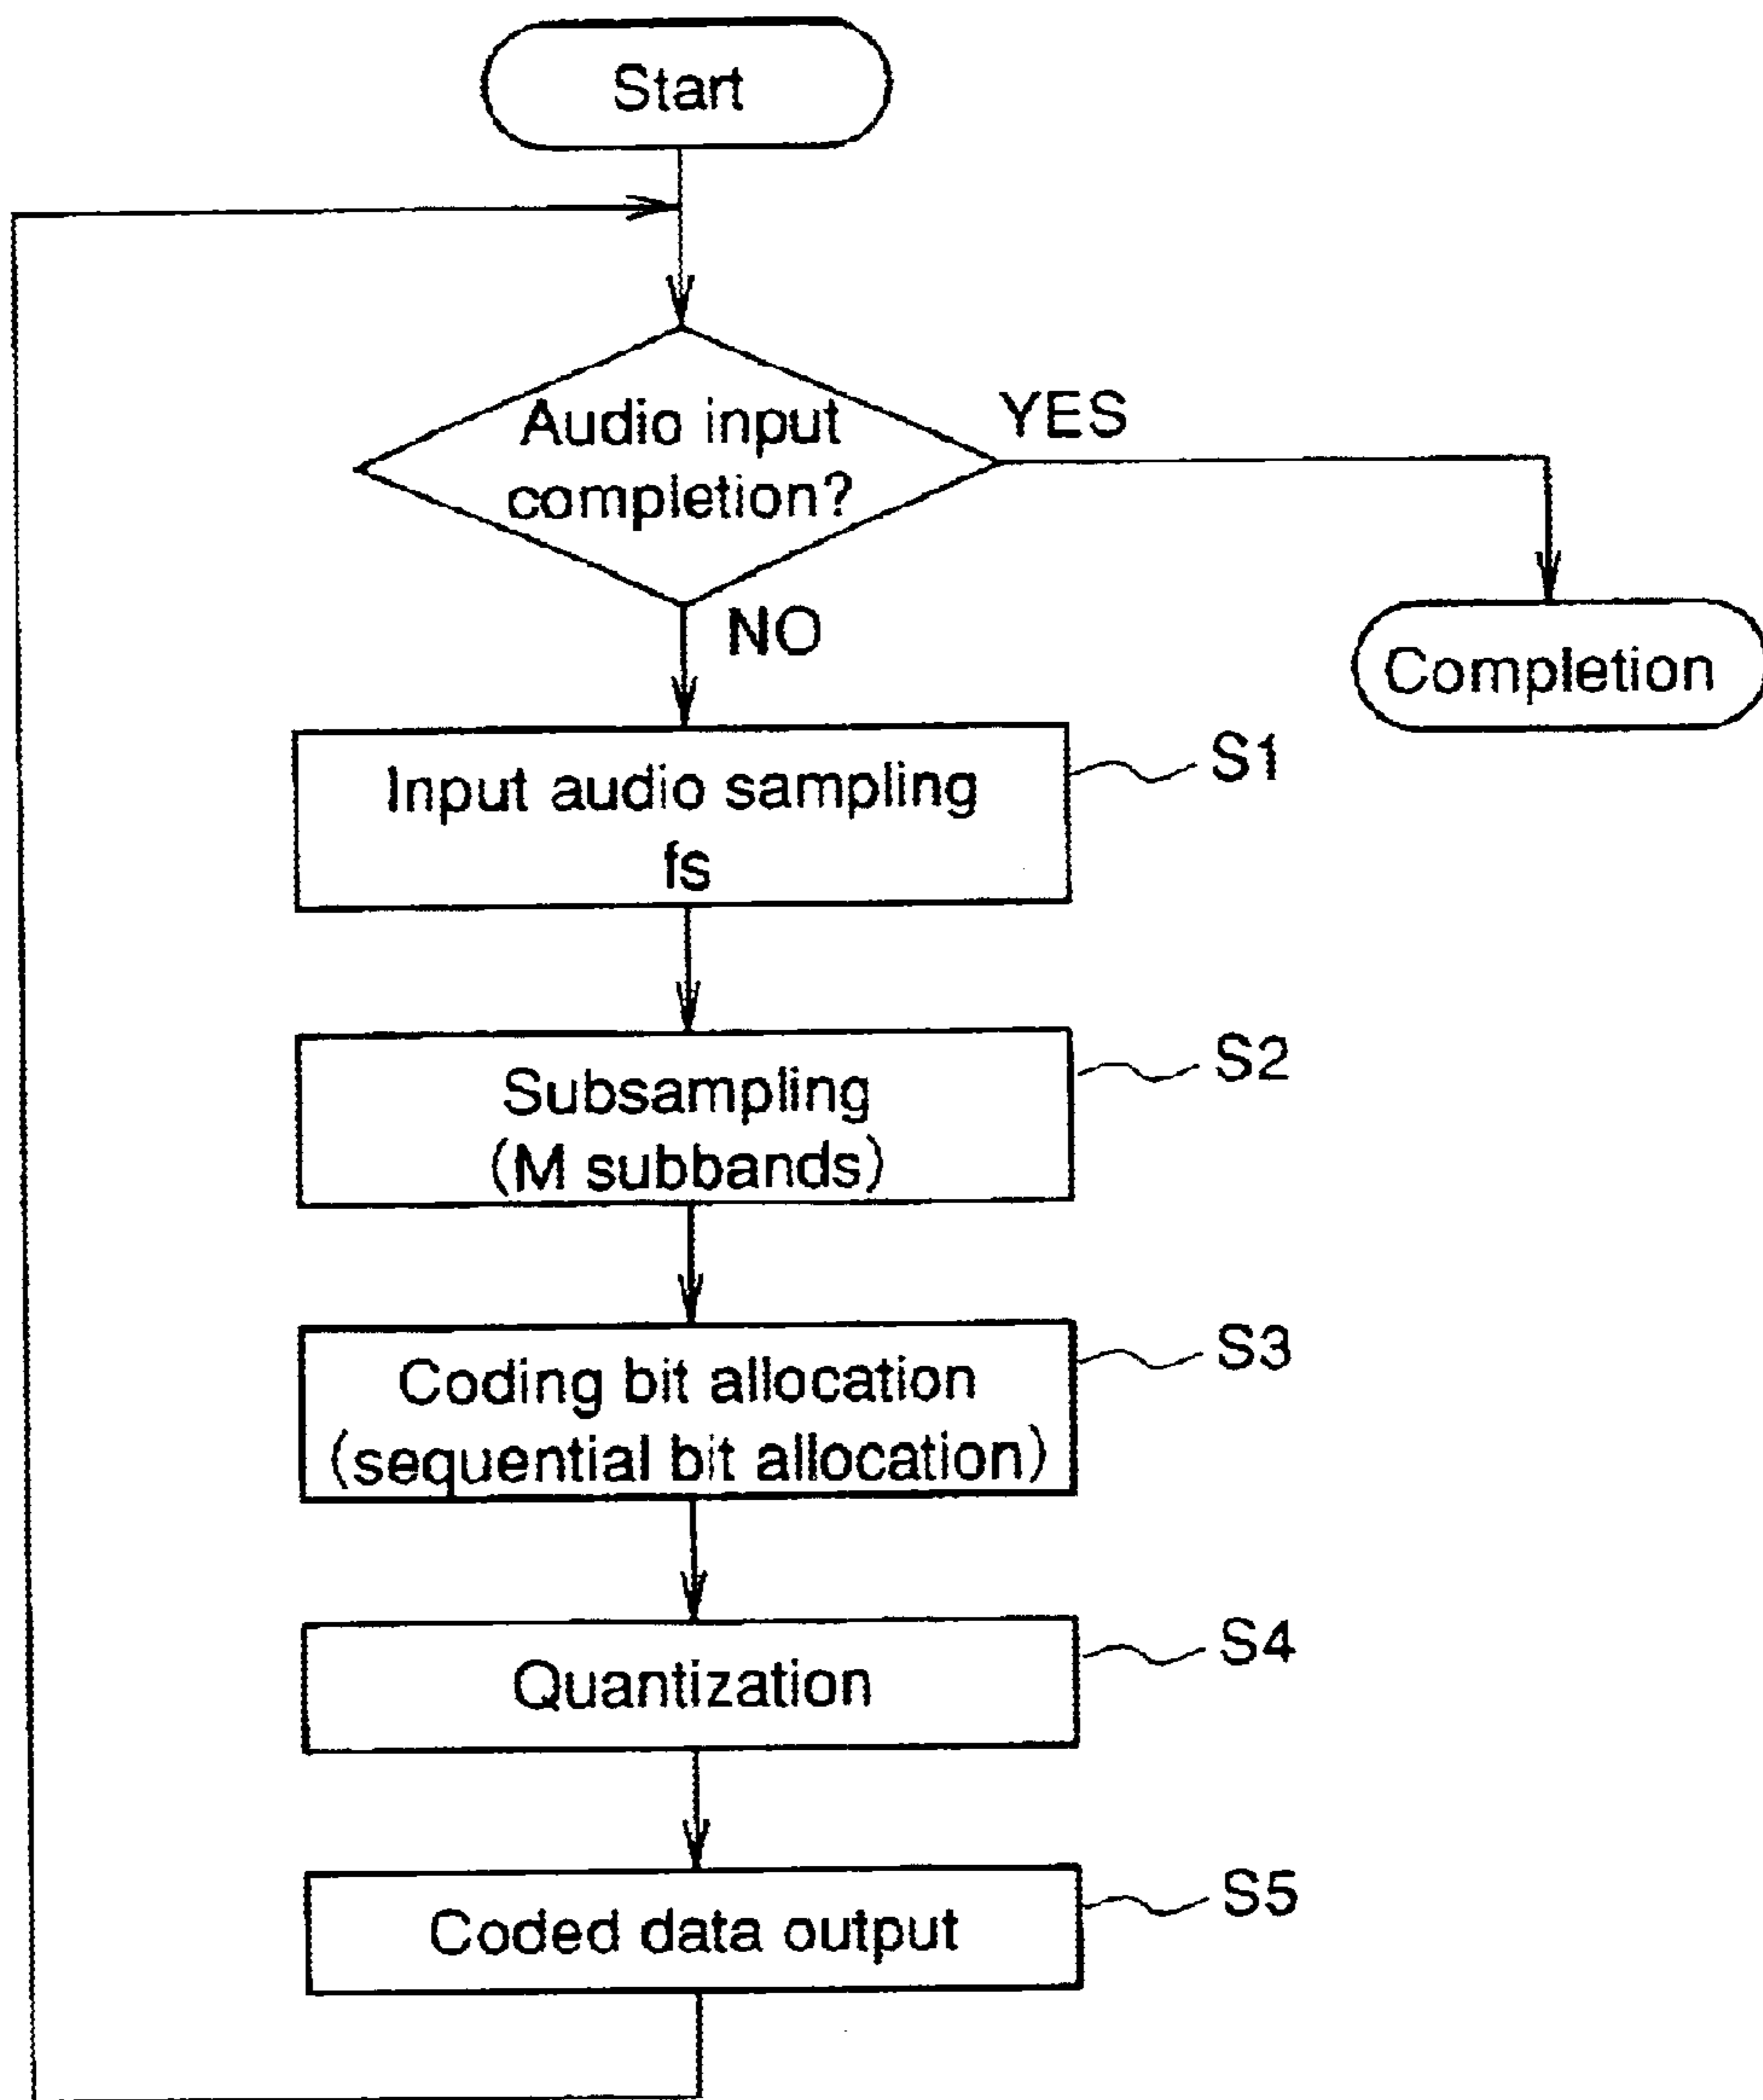 Start
Audio input
completion?
YES
NO
Completion
Input audio sampling
fs
S1
Subsampling
(M subbands)
S2
Coding bit allocation
(sequential bit allocation)
S3
Quantization
S4
Coded data output
S5